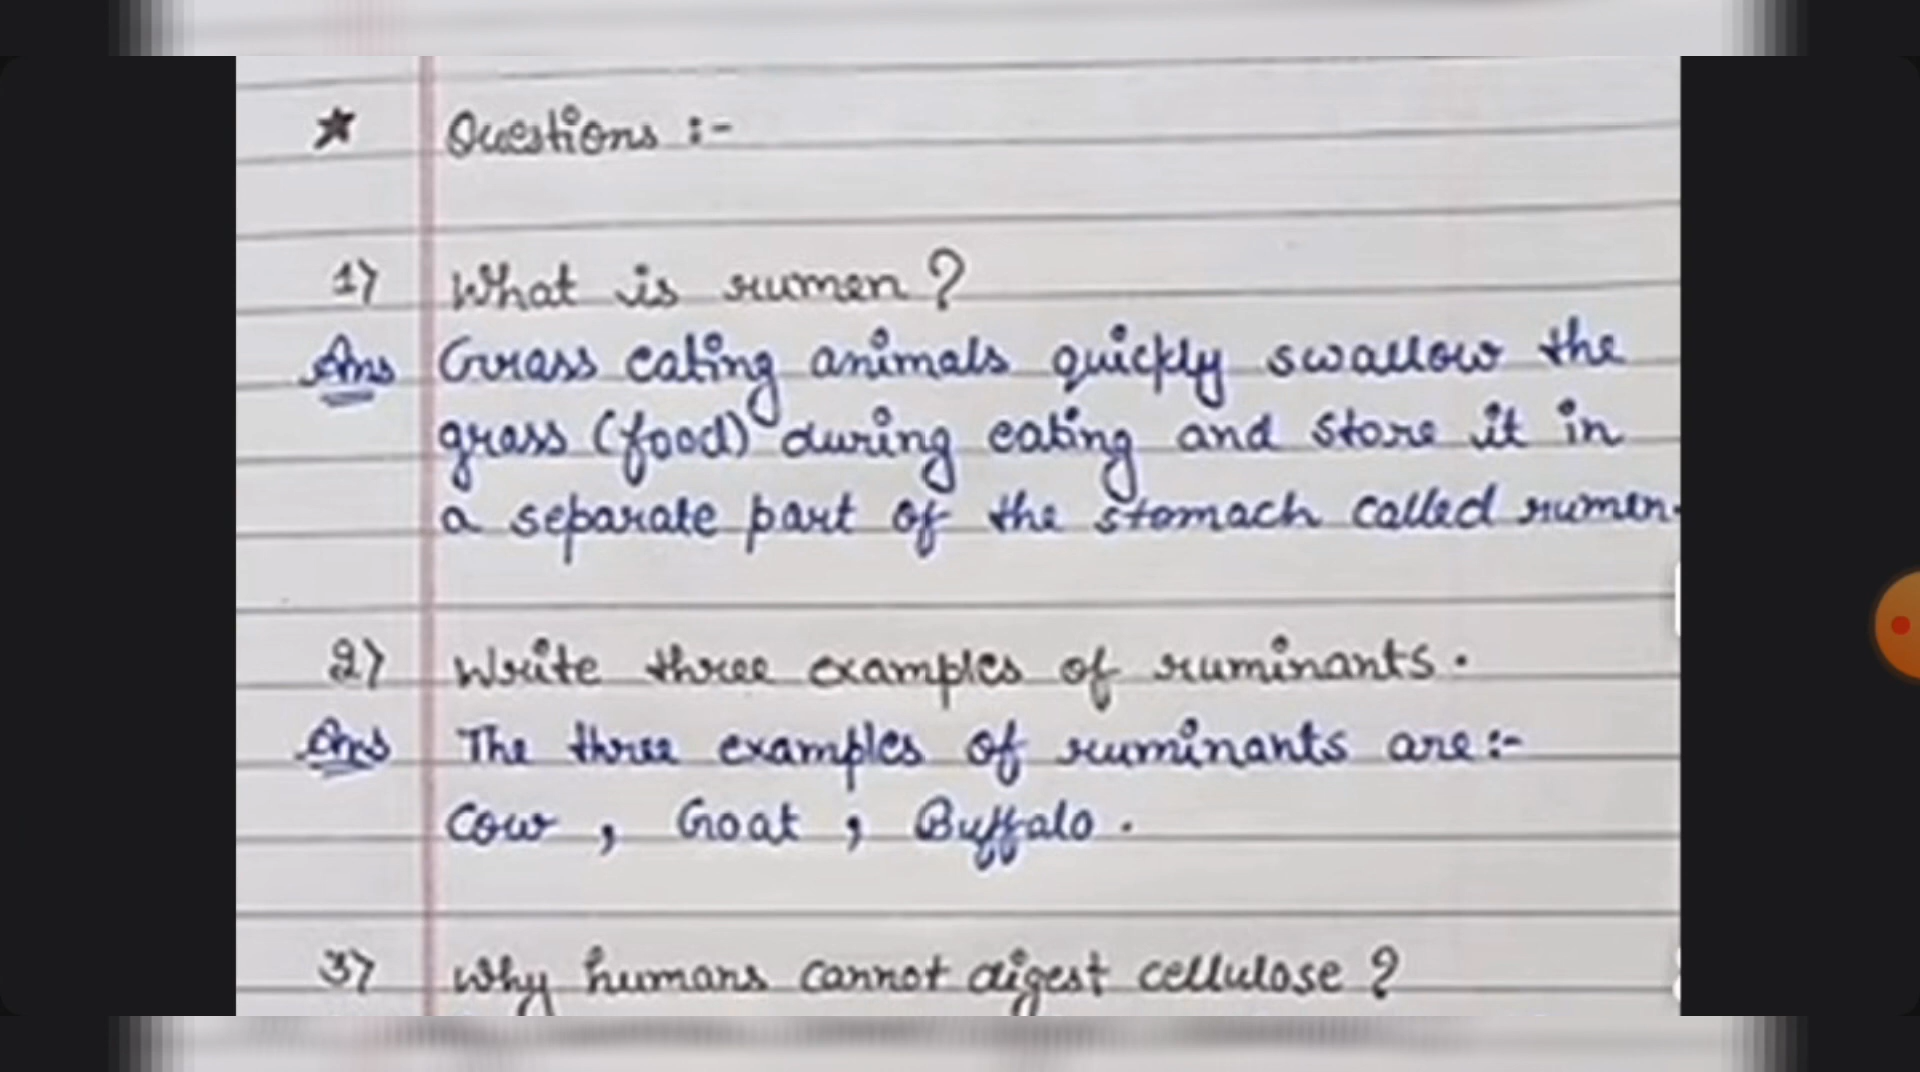 ★ Questions :-
1) What is rumen ?
Ans Grass eating animals quickly swallow the
grass (food) during eating and store it in
a separate part of the stomach called rumen.
2) Write three examples of ruminants.
Ans The three examples of ruminants are:-
Cow , Goat , Buffalo .
3) Why humans cannot digest cellulose ?